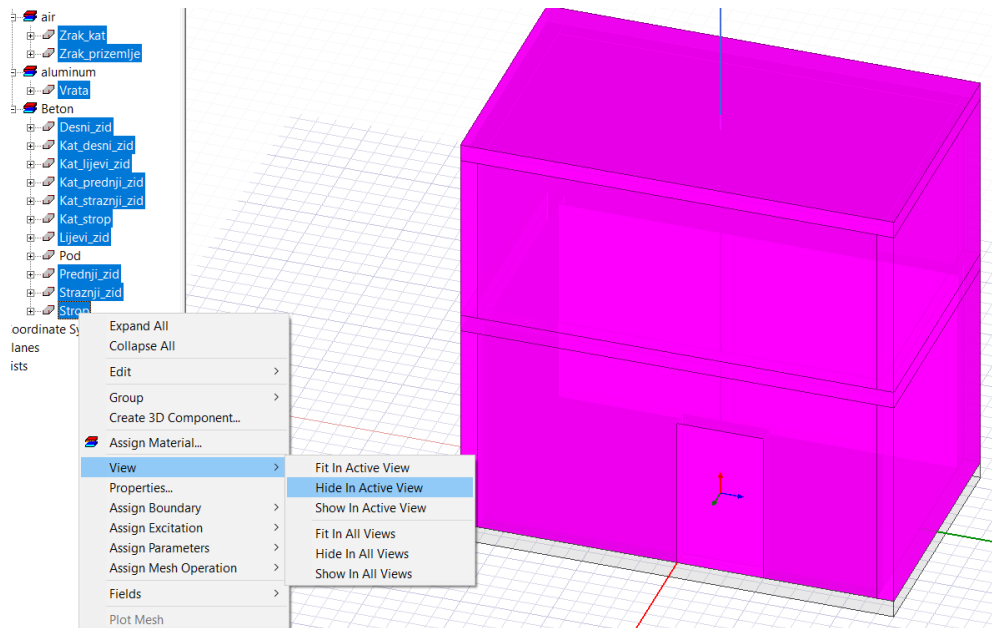 air
Zrak_kat
Zrak_prizemlje
aluminum
Vrata
Beton
Desni_zid
Kat_desni_zid
Kat_lijevi_zid
Kat_prednji_zid
Kat_straznji_zid
Kat_strop
Lijevi_zid
Pod
Prednji_zid
Straznji_zid
Strop
oordinate Sy
lanes
ists
Expand All
Collapse All
Edit
Group
Create 3D Component...
Assign Material...
View
Properties...
Assign Boundary
Assign Excitation
Assign Parameters
Assign Mesh Operation
Fields
Plot Mesh
Fit In Active View
Hide In Active View
Show In Active View
Fit In All Views
Hide In All Views
Show In All Views